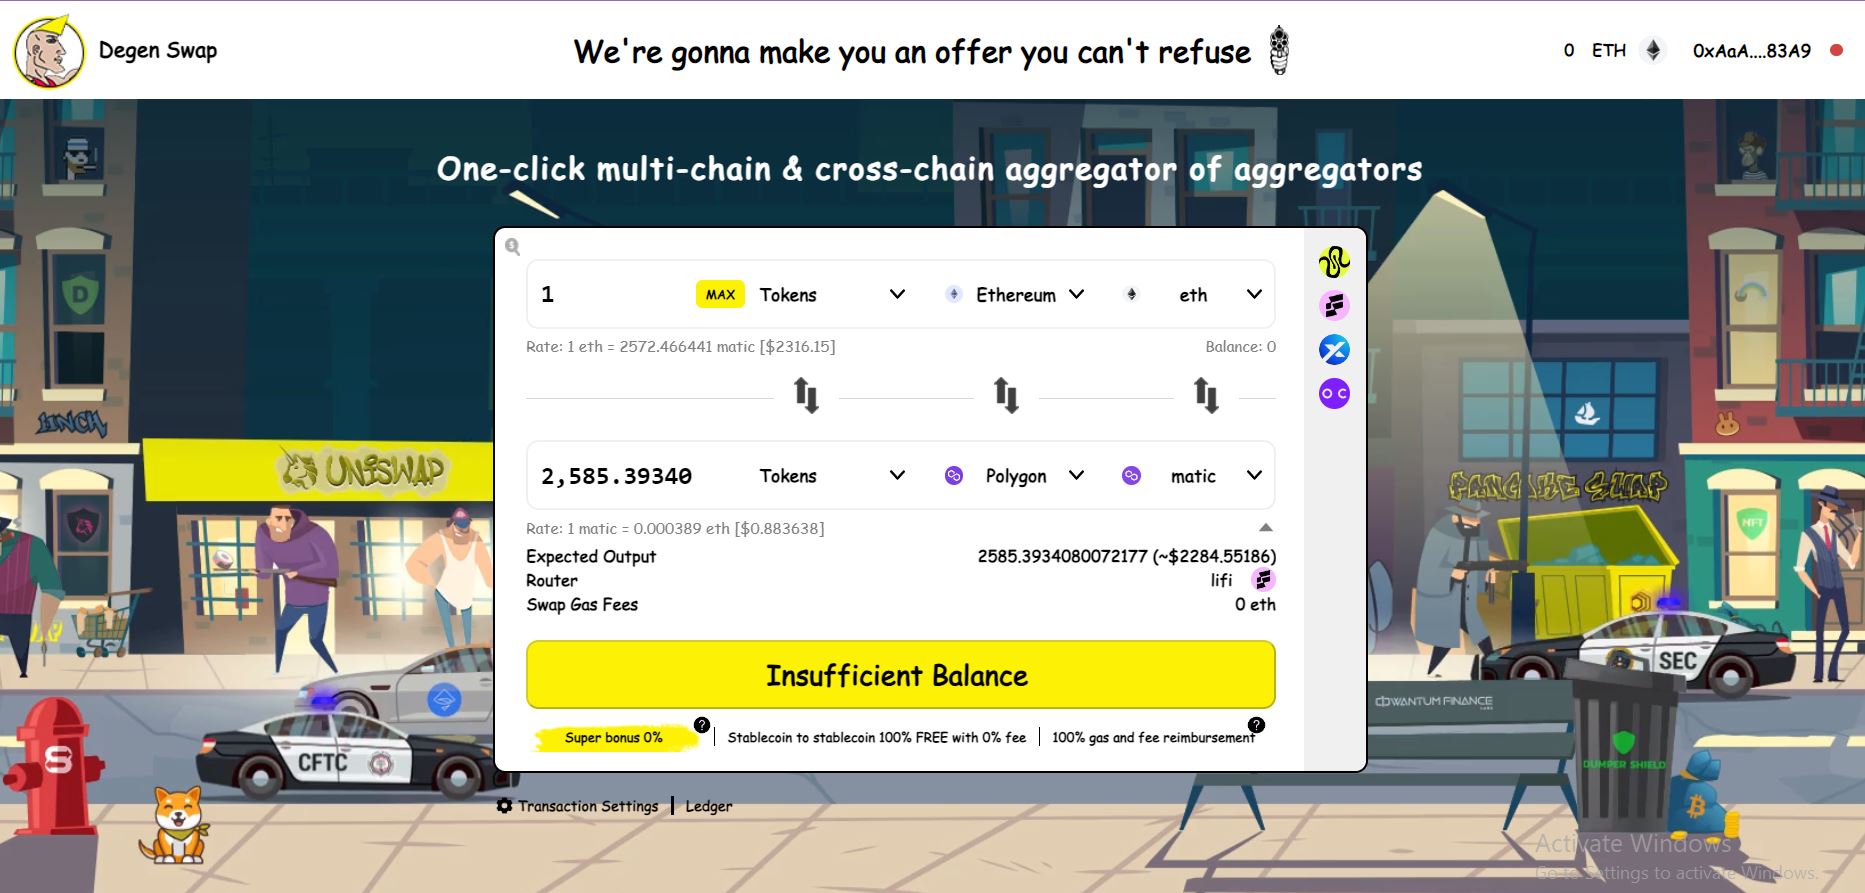 Degen Swap
We're gonna make you an offer you can't refuse
0 ETH 0xAaA....83A9
One-click multi-chain & cross-chain aggregator of aggregators
1 MAX Tokens Ethereum eth
Rate: 1 eth = 2572.466441 matic [$2316.15] Balance: 0
2,585.39340 Tokens Polygon matic
Rate: 1 matic = 0.000389 eth [$0.883638]
Expected Output 2585.3934080072177 (~$2284.55186)
Router lifi
Swap Gas Fees 0 eth
Insufficient Balance
Super bonus 0% ? Stablecoin to stablecoin 100% FREE with 0% fee 100% gas and fee reimbursement ?
Transaction Settings Ledger
D
1INCH
UNISWAP
PANCAKE SWAP
NFT
O C
SEC
CFTC
S
QWANTUM FINANCE
LABS
DUMPER SHIELD
Activate Windows
Go to Settings to activate Windows.